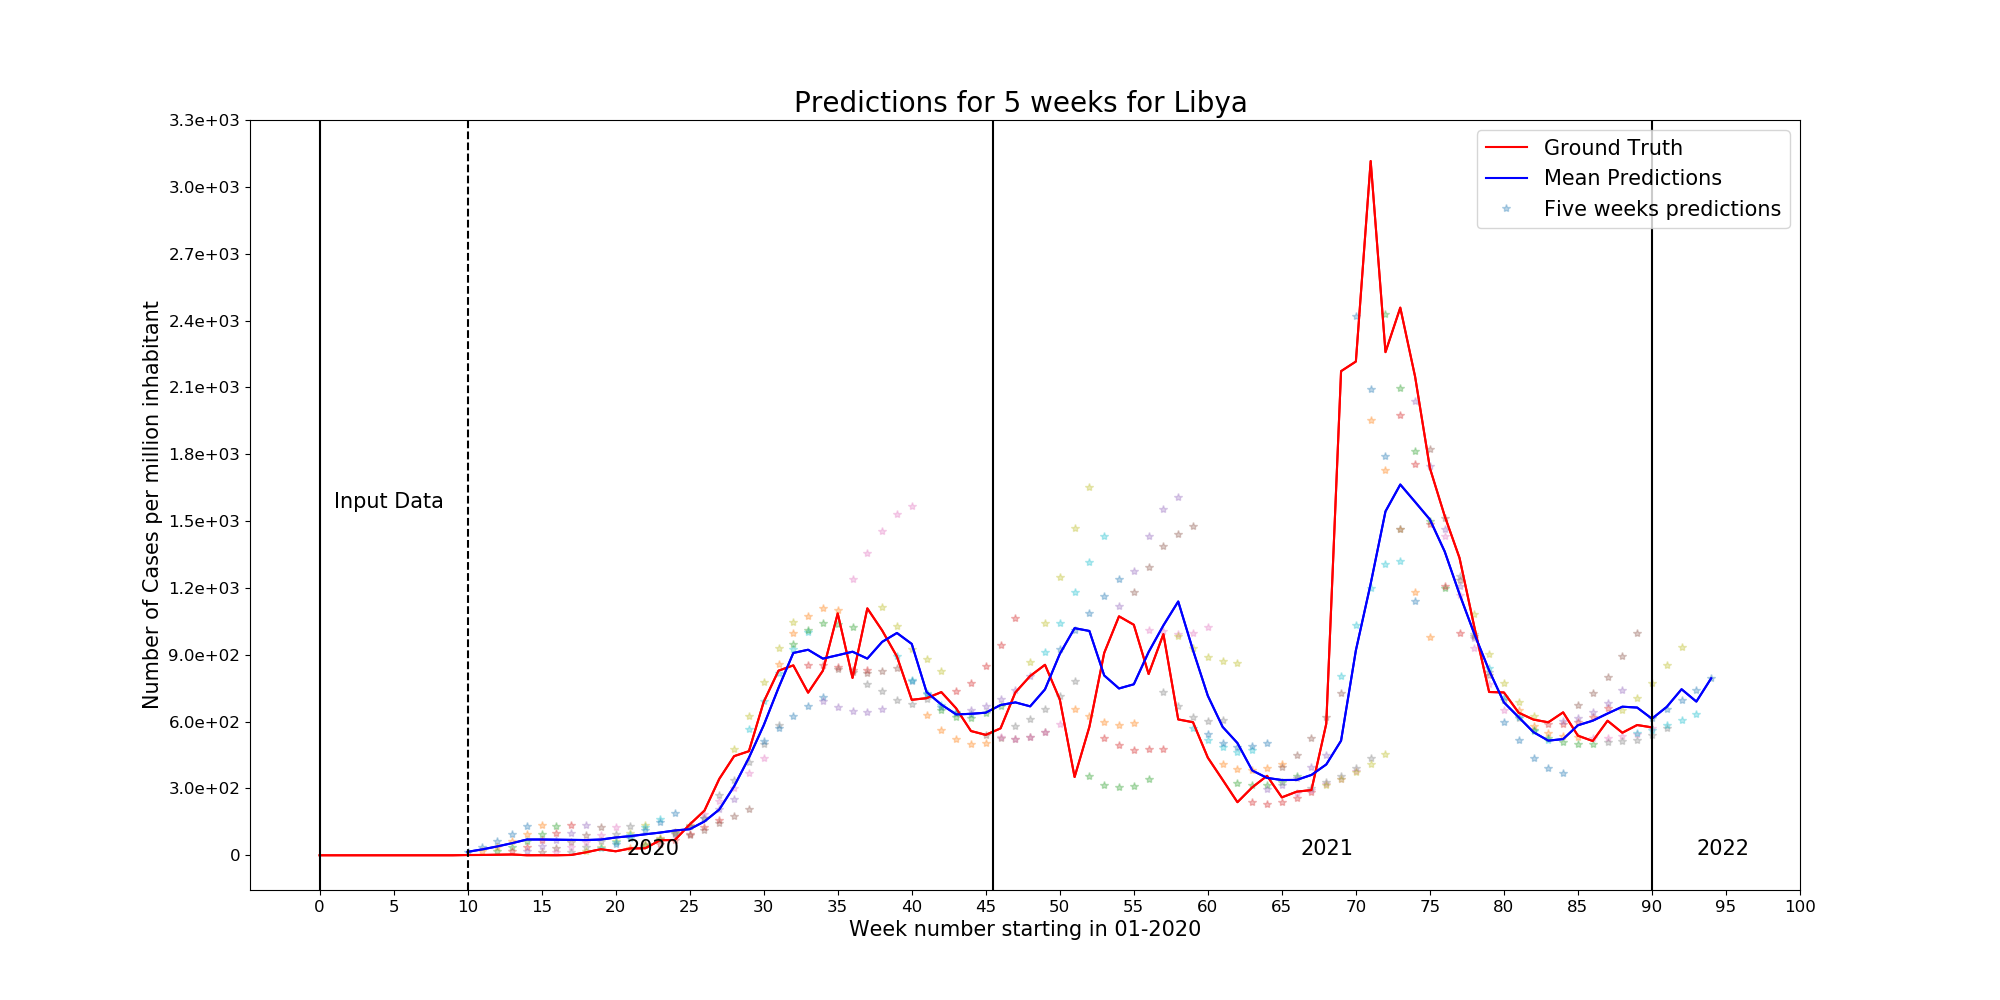 Predictions for 5 weeks for Libya
Number of Cases per million inhabitant
3.3e+03
3.0e+03
2.7e+03
2.4e+03
2.1e+03
1.8e+03
1.5e+03
1.2e+03
9.0e+02
6.0e+02
3.0e+02
0
Ground Truth
Mean Predictions
Five weeks predictions
Input Data
2020
2021
2022
0 5 10 15 20 25 30 35 40 45 50 55 60 65 70 75 80 85 90 95 100
Week number starting in 01-2020